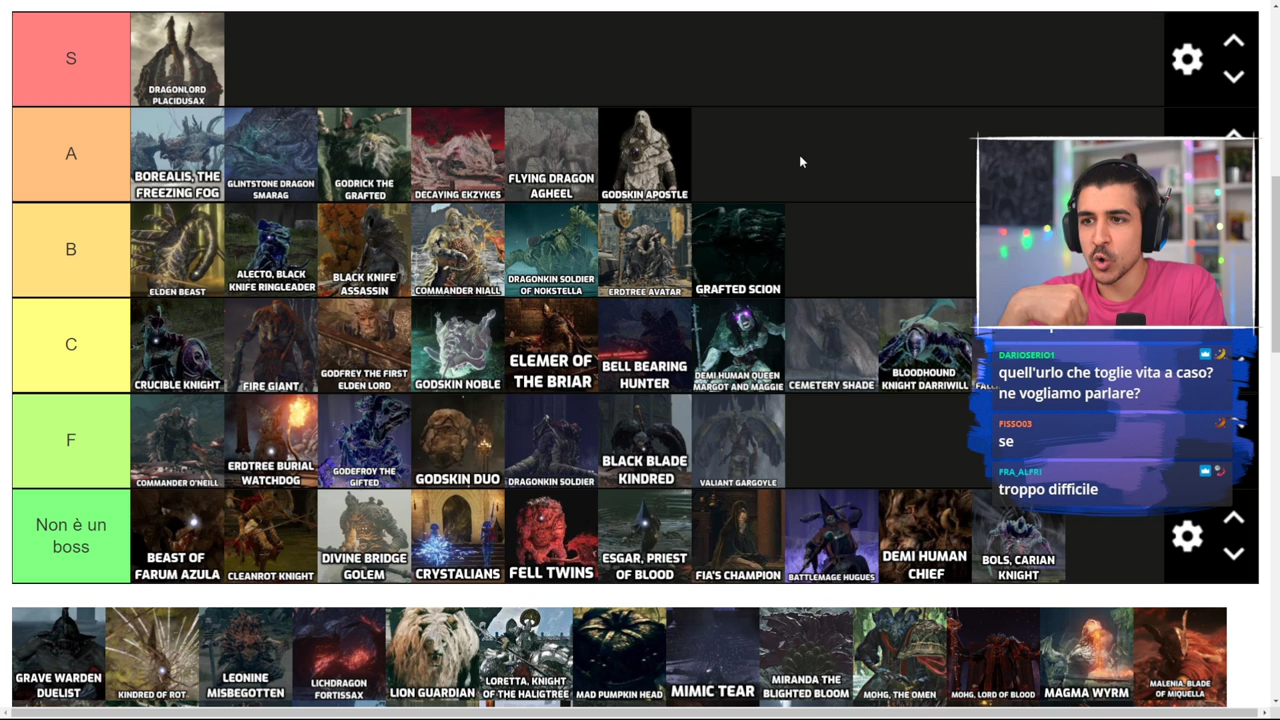 S
DRAGONLORD
PLACIDUSAX
A
BOREALIS, THE
FREEZING FOG
GLINTSTONE DRAGON
SMARAG
GODRICK THE
GRAFTED
DECAYING EKZYKES
FLYING DRAGON
AGHEEL
GODSKIN APOSTLE
B
ELDEN BEAST
ALECTO, BLACK
KNIFE RINGLEADER
BLACK KNIFE
ASSASSIN
COMMANDER NIALL
DRAGONKIN SOLDIER
OF NOKSTELLA
ERDTREE AVATAR
GRAFTED SCION
C
CRUCIBLE KNIGHT
FIRE GIANT
GODFREY THE FIRST
ELDEN LORD
GODSKIN NOBLE
ELEMER OF
THE BRIAR
BELL BEARING
HUNTER
DEMI HUMAN QUEEN
MARGOT AND MAGGIE
CEMETERY SHADE
BLOODHOUND
KNIGHT DARRIWILL
DARIOSERIO1
quell'urlo che toglie vita a caso?
ne vogliamo parlare?
FISSO03
se
FRA_ALFRI
troppo difficile
F
COMMANDER O'NEILL
ERDTREE BURIAL
WATCHDOG
GODEFROY THE
GIFTED
GODSKIN DUO
DRAGONKIN SOLDIER
BLACK BLADE
KINDRED
VALIANT GARGOYLE
Non è un
boss
BEAST OF
FARUM AZULA
CLEANROT KNIGHT
DIVINE BRIDGE
GOLEM
CRYSTALIANS
FELL TWINS
ESGAR, PRIEST
OF BLOOD
FIA'S CHAMPION
BATTLEMAGE HUGUES
DEMI HUMAN
CHIEF
BOLS, CARIAN
KNIGHT
GRAVE WARDEN
DUELIST
KINDRED OF ROT
LEONINE
MISBEGOTTEN
LICHDRAGON
FORTISSAX
LION GUARDIAN
LORETTA, KNIGHT
OF THE HALIGTREE
MAD PUMPKIN HEAD
MIMIC TEAR
MIRANDA THE
BLIGHTED BLOOM
MOHG, THE OMEN
MOHG, LORD OF BLOOD
MAGMA WYRM
MALENIA, BLADE
OF MIQUELLA